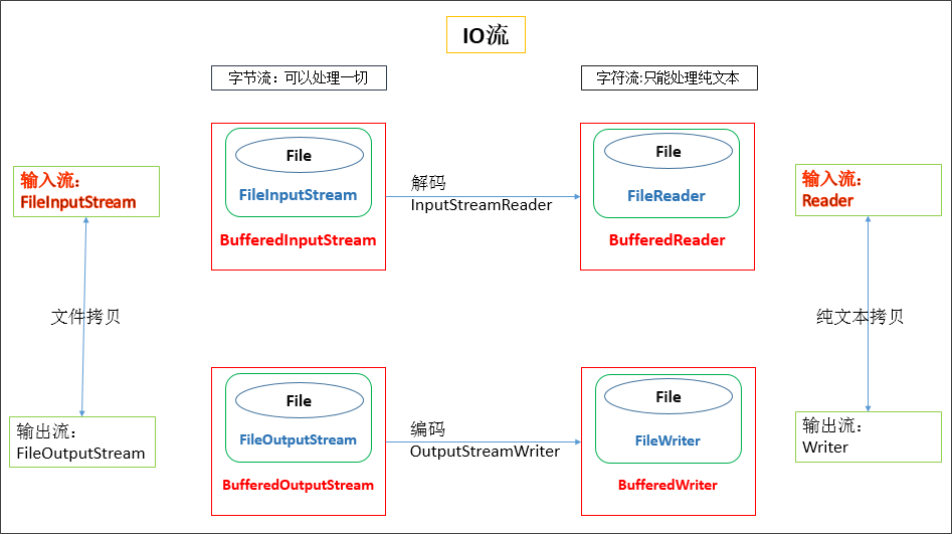 IO流
字节流：可以处理一切
字符流:只能处理纯文本
输入流：
FileInputStream
文件拷贝
输出流：
FileOutputStream
File
FileInputStream
BufferedInputStream
解码
InputStreamReader
File
FileReader
BufferedReader
File
FileOutputStream
BufferedOutputStream
编码
OutputStreamWriter
File
FileWriter
BufferedWriter
输入流：
Reader
纯文本拷贝
输出流：
Writer